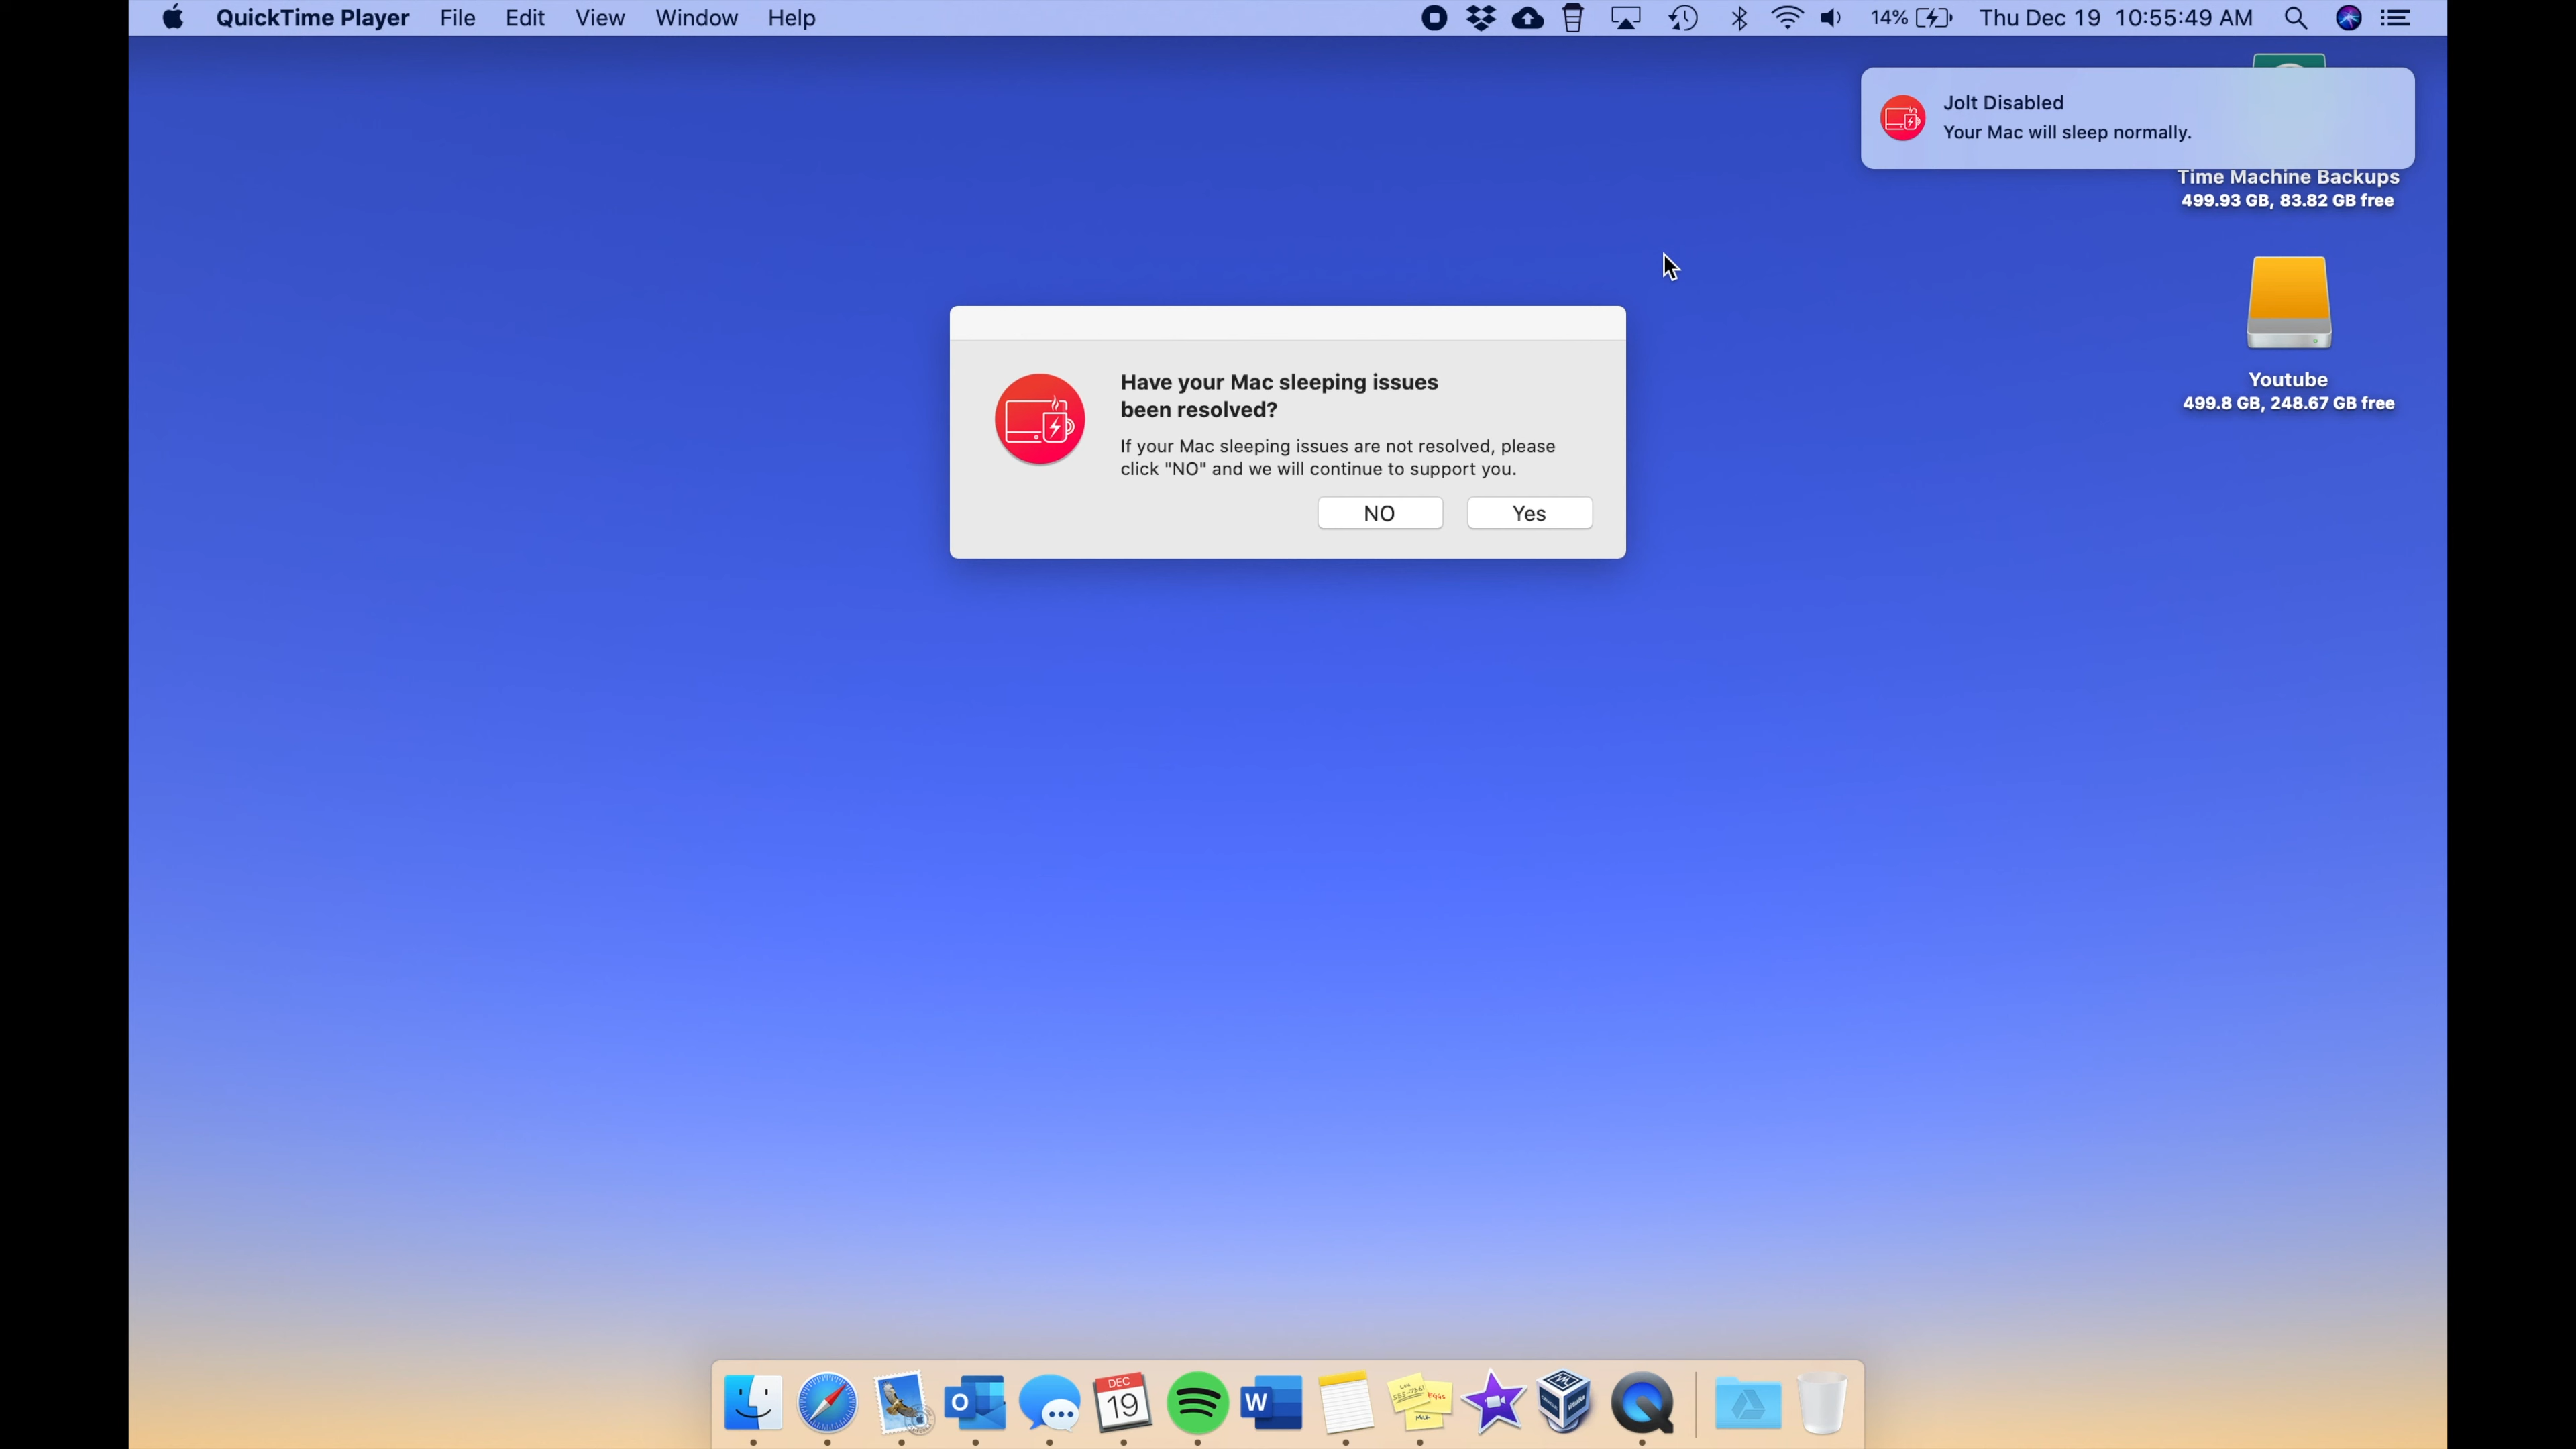 QuickTime Player File Edit View Window Help 14% Thu Dec 19 10:55:49 AM
Jolt Disabled
Your Mac will sleep normally.
Time Machine Backups
499.93 GB, 83.82 GB free
Youtube
499.8 GB, 248.67 GB free
Have your Mac sleeping issues
been resolved?
If your Mac sleeping issues are not resolved, please
click "NO" and we will continue to support you.
NO Yes
DEC
19
O
W